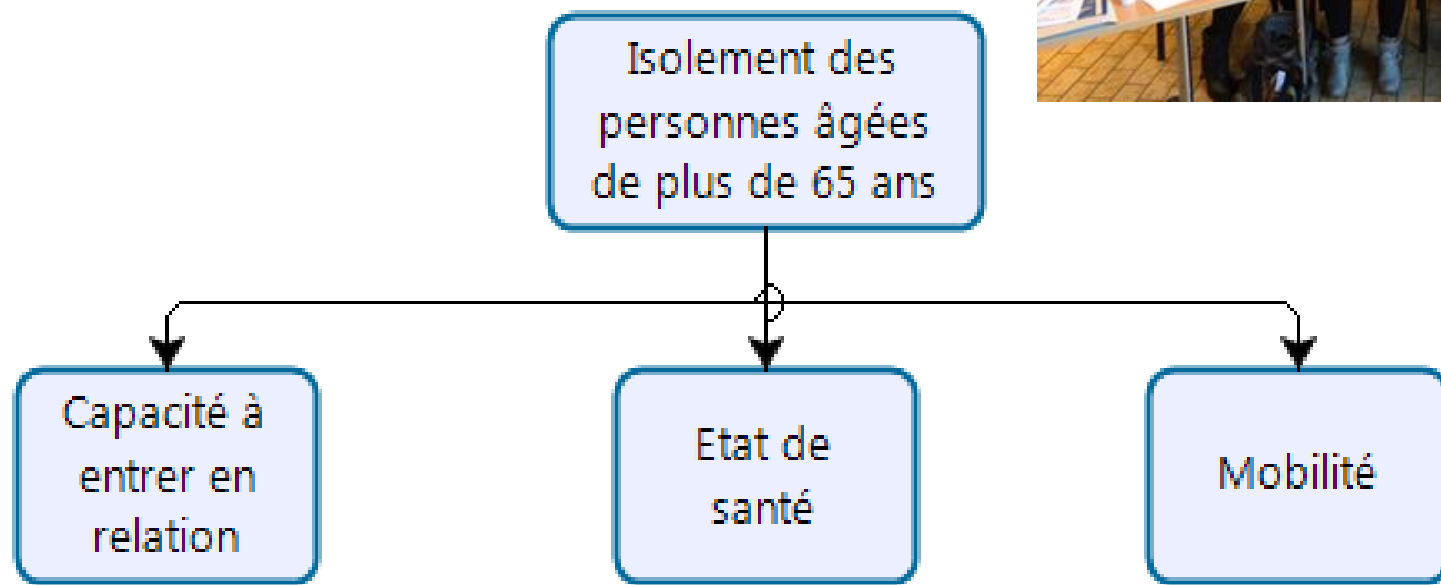 Isolement des
personnes âgées
de plus de 65 ans
Capacité à
entrer en
relation
Etat de
santé
Mobilité